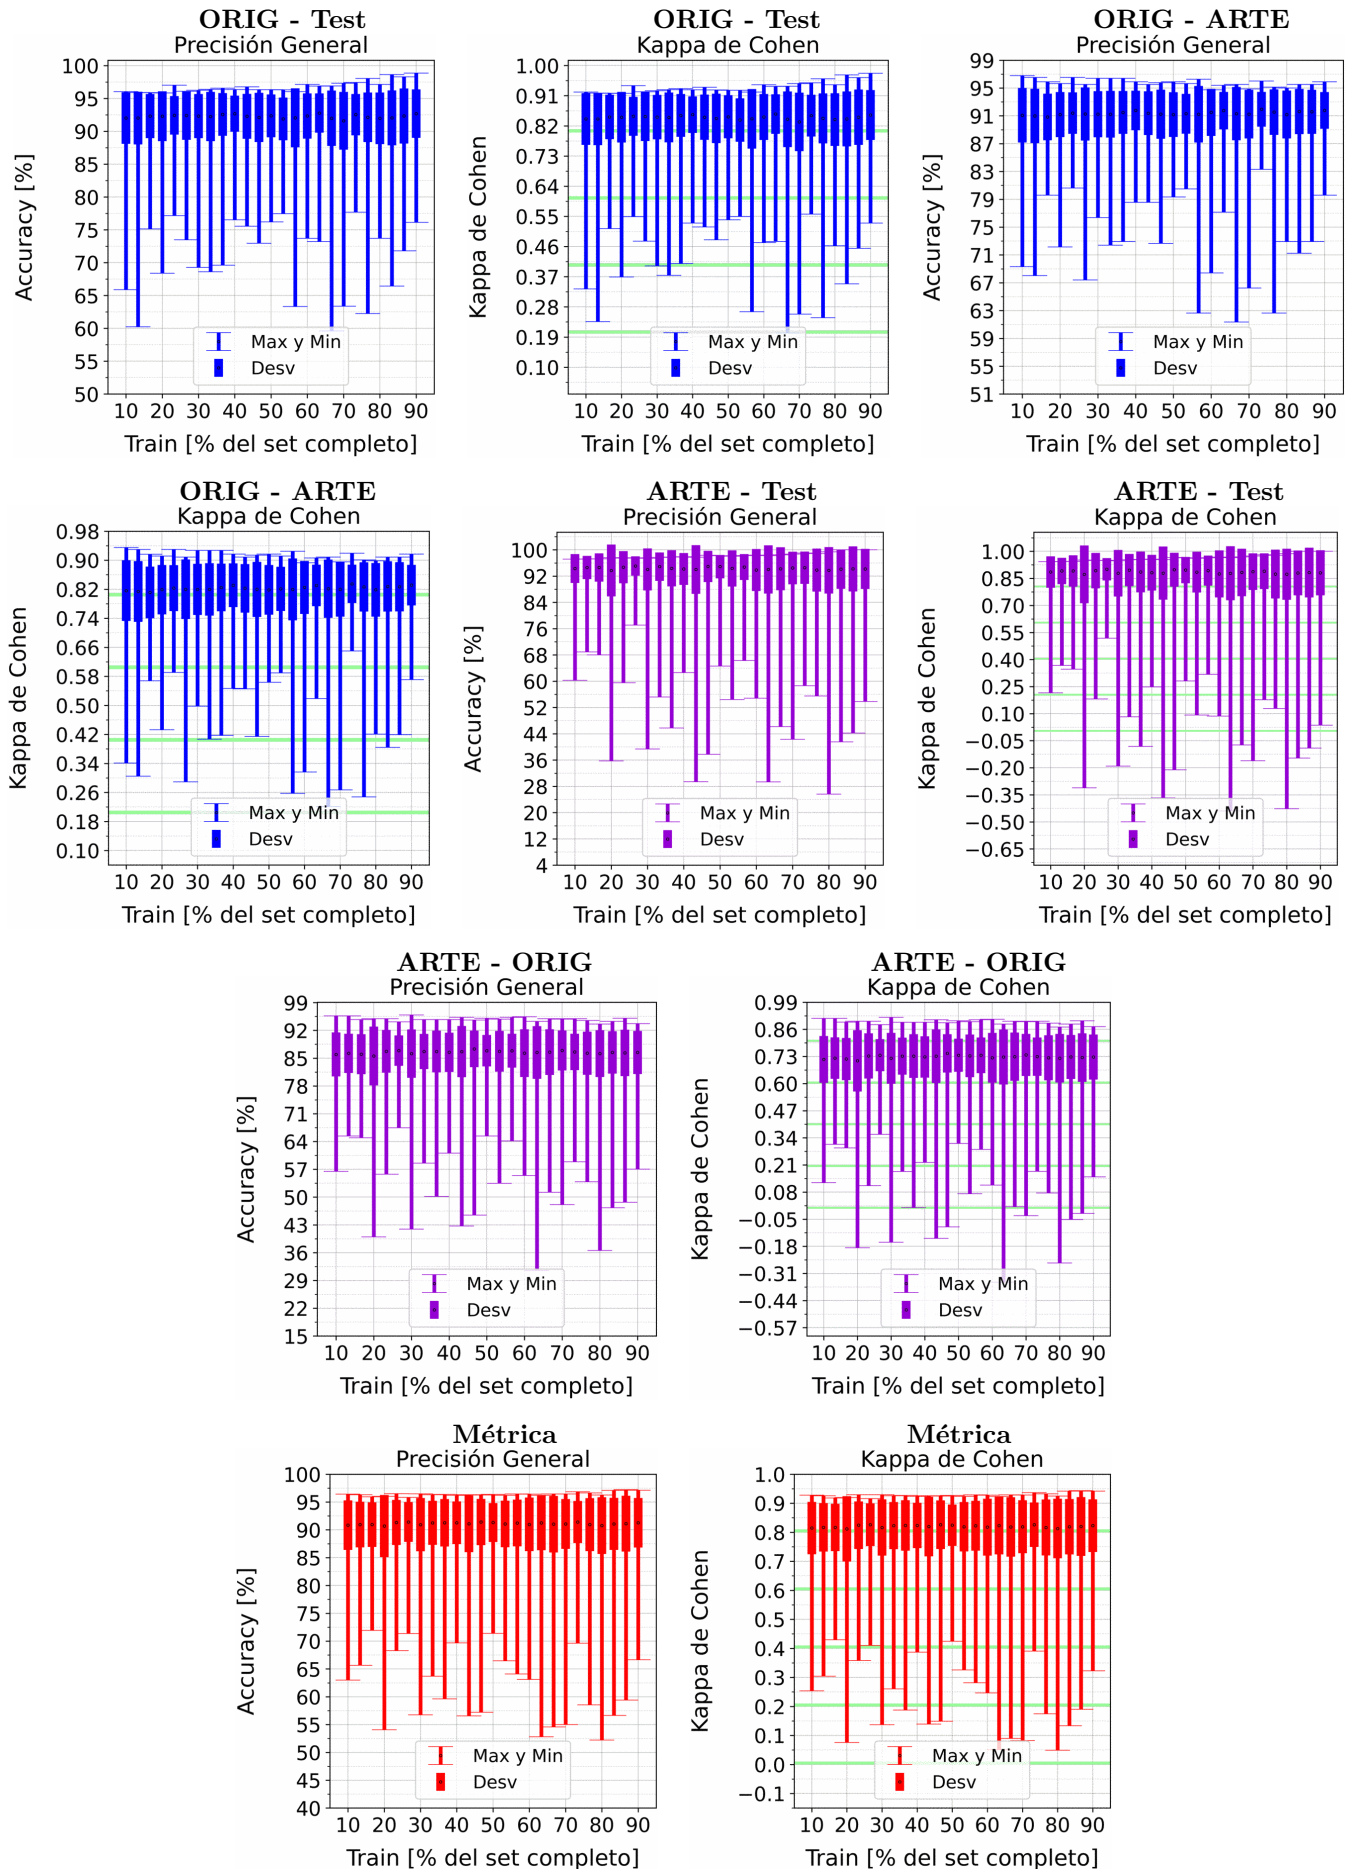 ORIG - Test
Precisión General
100
95
90
85
80
75
70
65
60
55
50
Accuracy [%]
Max y Min
Desv
10 20 30 40 50 60 70 80 90
Train [% del set completo]
ORIG - Test
Kappa de Cohen
1.00
0.91
0.82
0.73
0.64
0.55
0.46
0.37
0.28
0.19
0.10
Kappa de Cohen
Max y Min
Desv
10 20 30 40 50 60 70 80 90
Train [% del set completo]
ORIG - ARTE
Precisión General
99
95
91
87
83
79
75
71
67
63
59
55
51
Accuracy [%]
Max y Min
Desv
10 20 30 40 50 60 70 80 90
Train [% del set completo]
ORIG - ARTE
Kappa de Cohen
0.98
0.90
0.82
0.74
0.66
0.58
0.50
0.42
0.34
0.26
0.18
0.10
Kappa de Cohen
Max y Min
Desv
10 20 30 40 50 60 70 80 90
Train [% del set completo]
ARTE - Test
Precisión General
100
92
84
76
68
60
52
44
36
28
20
12
4
Accuracy [%]
Max y Min
Desv
10 20 30 40 50 60 70 80 90
Train [% del set completo]
ARTE - Test
Kappa de Cohen
1.00
0.85
0.70
0.55
0.40
0.25
0.10
−0.05
−0.20
−0.35
−0.50
−0.65
Kappa de Cohen
Max y Min
Desv
10 20 30 40 50 60 70 80 90
Train [% del set completo]
ARTE - ORIG
Precisión General
99
92
85
78
71
64
57
50
43
36
29
22
15
Accuracy [%]
Max y Min
Desv
10 20 30 40 50 60 70 80 90
Train [% del set completo]
ARTE - ORIG
Kappa de Cohen
0.99
0.86
0.73
0.60
0.47
0.34
0.21
0.08
−0.05
−0.18
−0.31
−0.44
−0.57
Kappa de Cohen
Max y Min
Desv
10 20 30 40 50 60 70 80 90
Train [% del set completo]
Métrica
Precisión General
100
95
90
85
80
75
70
65
60
55
50
45
40
Accuracy [%]
Max y Min
Desv
10 20 30 40 50 60 70 80 90
Train [% del set completo]
Métrica
Kappa de Cohen
1.0
0.9
0.8
0.7
0.6
0.5
0.4
0.3
0.2
0.1
0.0
−0.1
Kappa de Cohen
Max y Min
Desv
10 20 30 40 50 60 70 80 90
Train [% del set completo]